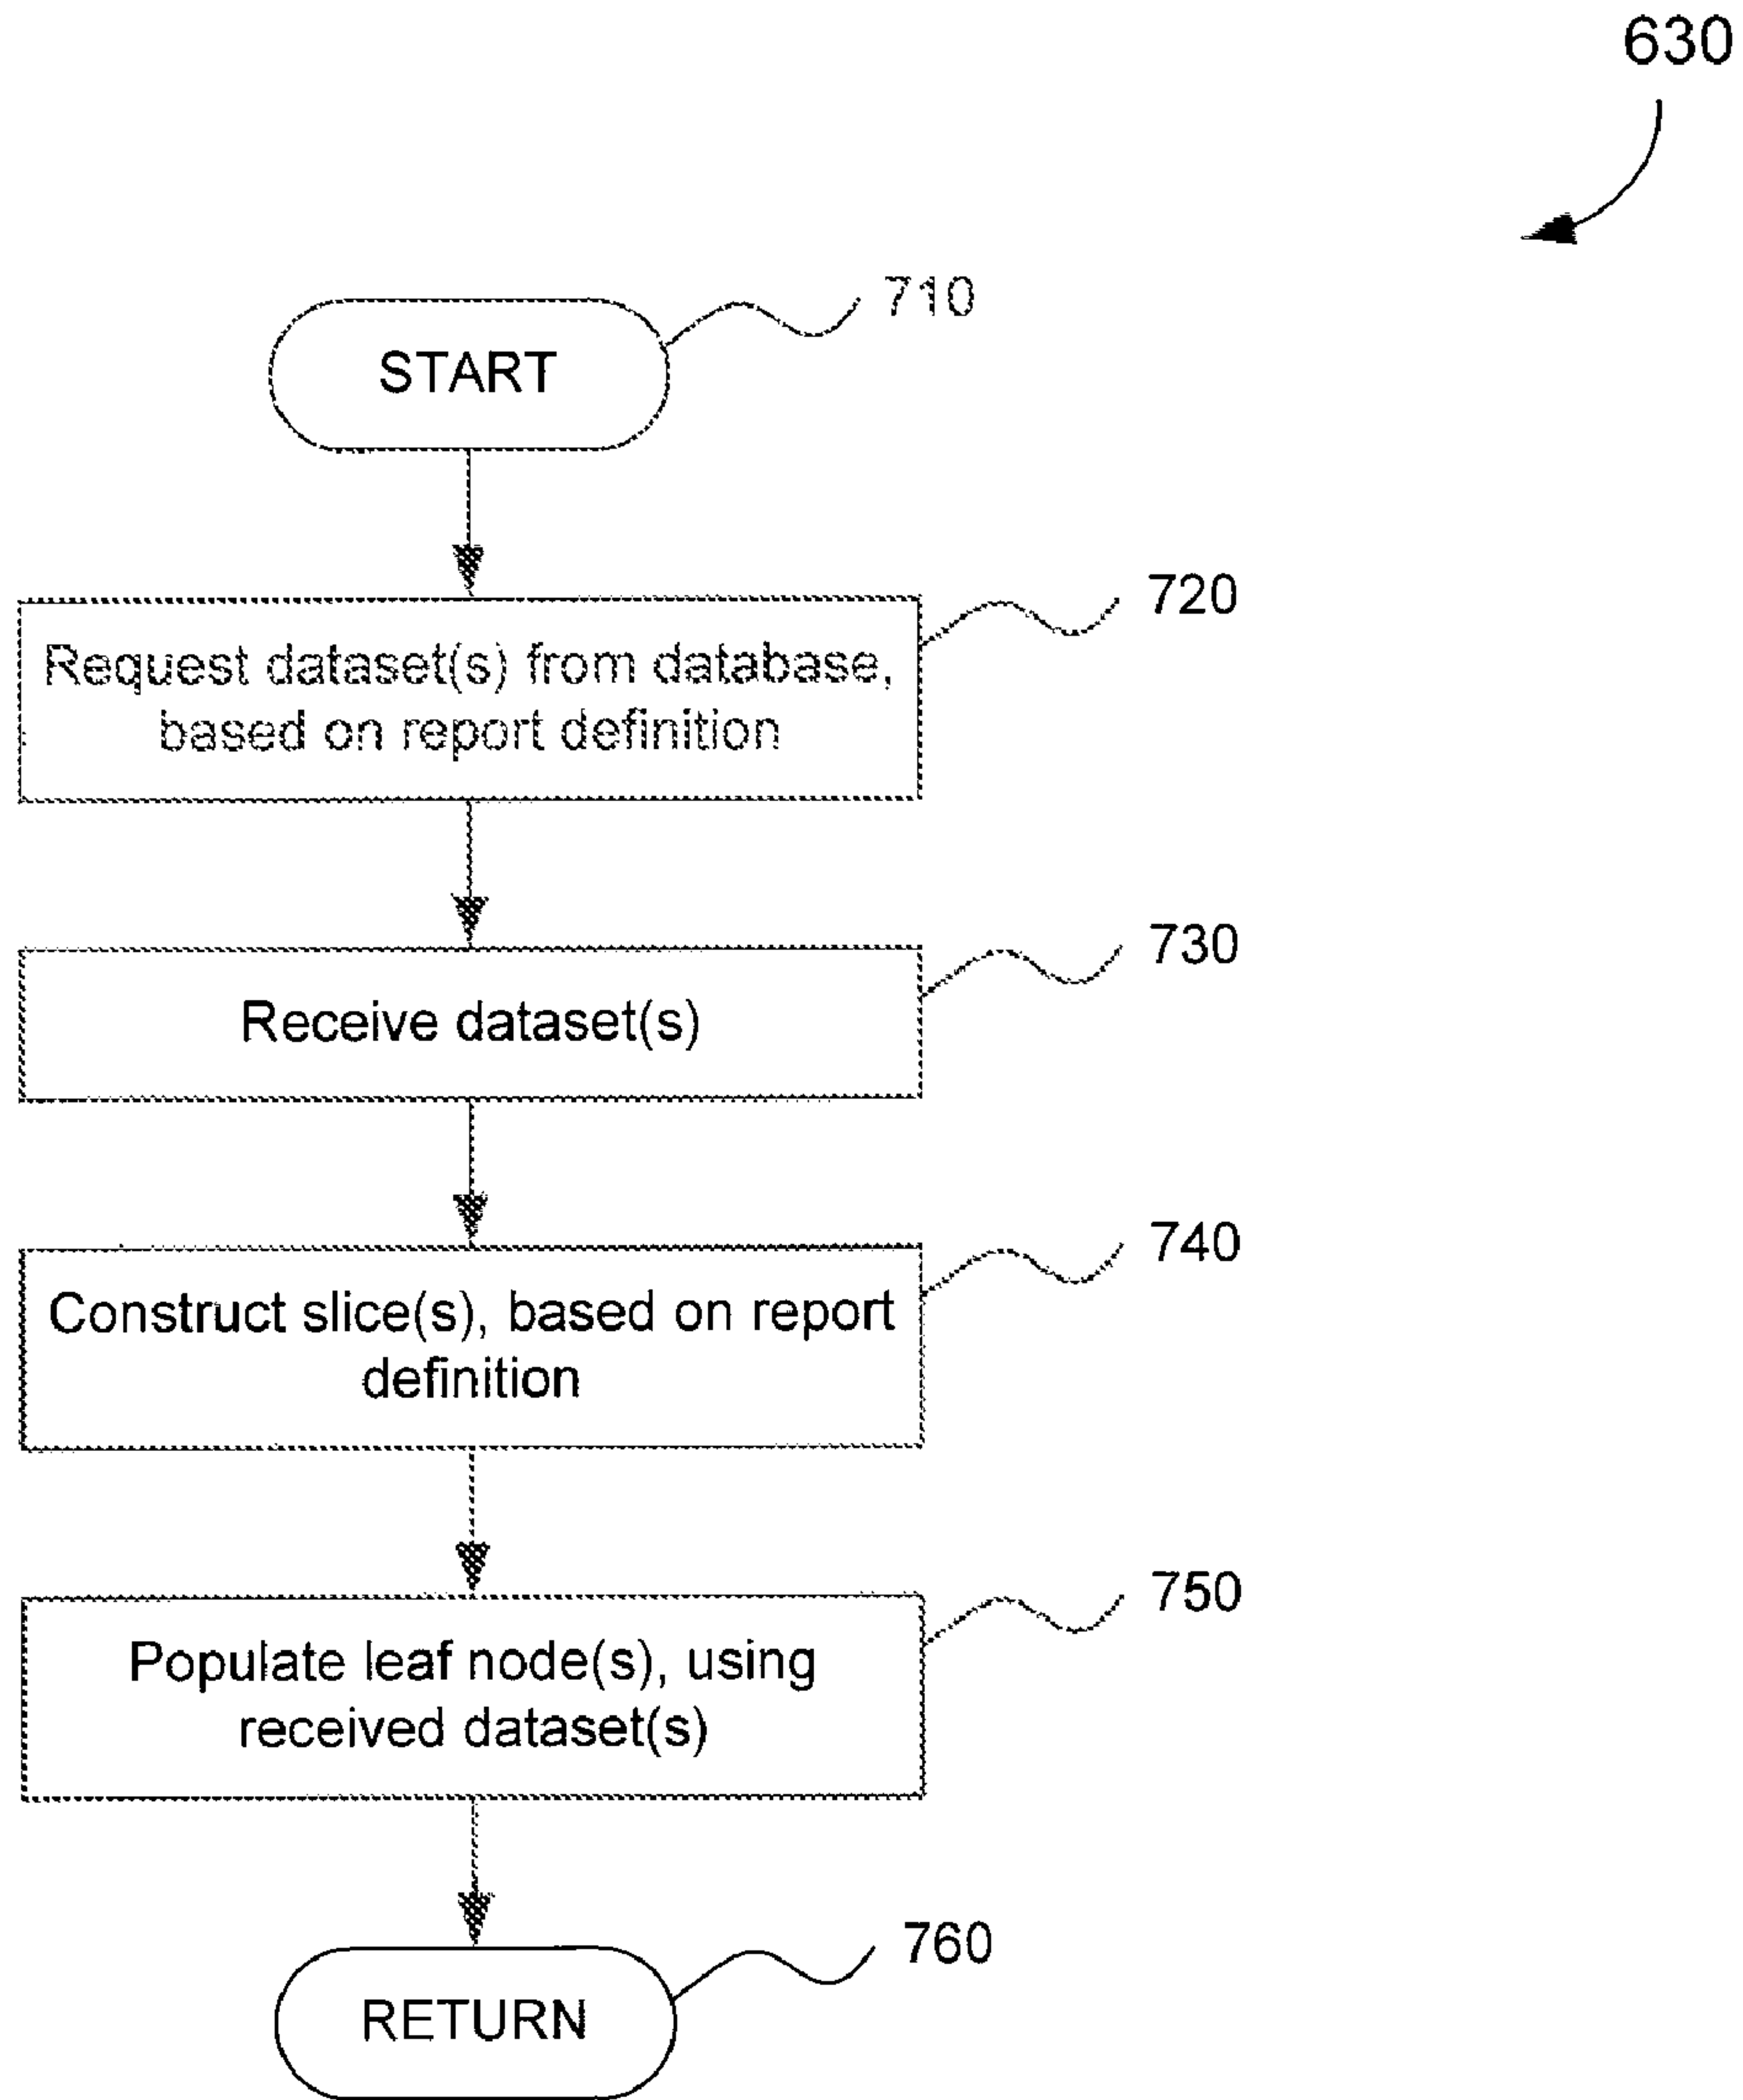 630
710
START
720
Request dataset(s) from database,
based on report definition
730
Receive dataset(s)
740
Construct slice(s), based on report
definition
750
Populate leaf node(s), using
received dataset(s)
760
RETURN